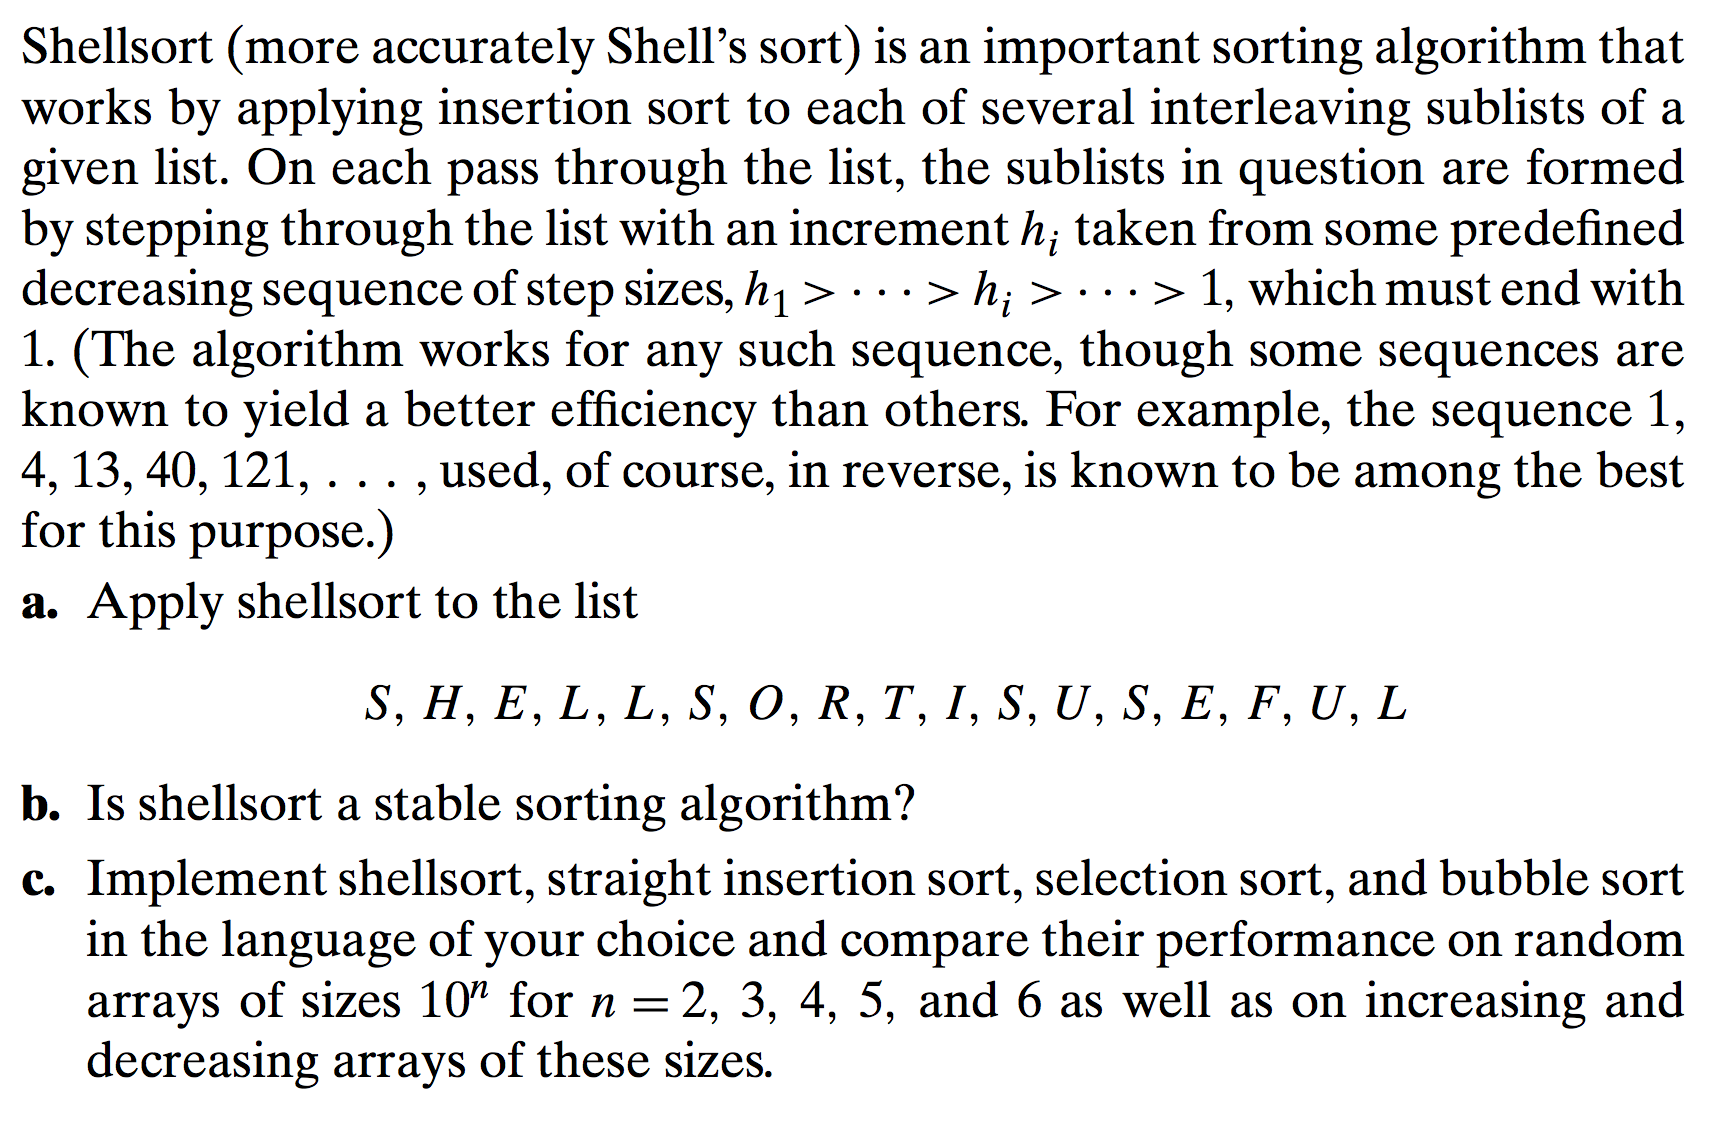 Shellsort (more accurately Shell’s sort) is an important sorting algorithm that
works by applying insertion sort to each of several interleaving sublists of a
given list. On each pass through the list, the sublists in question are formed
by stepping through the list with an increment hᵢ taken from some predefined
decreasing sequence of step sizes, h₁ > · · · > hᵢ > · · · > 1, which must end with
1. (The algorithm works for any such sequence, though some sequences are
known to yield a better efficiency than others. For example, the sequence 1,
4, 13, 40, 121, . . . , used, of course, in reverse, is known to be among the best
for this purpose.)
a. Apply shellsort to the list
S, H, E, L, L, S, O, R, T, I, S, U, S, E, F, U, L
b. Is shellsort a stable sorting algorithm?
c. Implement shellsort, straight insertion sort, selection sort, and bubble sort
in the language of your choice and compare their performance on random
arrays of sizes 10ⁿ for n = 2, 3, 4, 5, and 6 as well as on increasing and
decreasing arrays of these sizes.